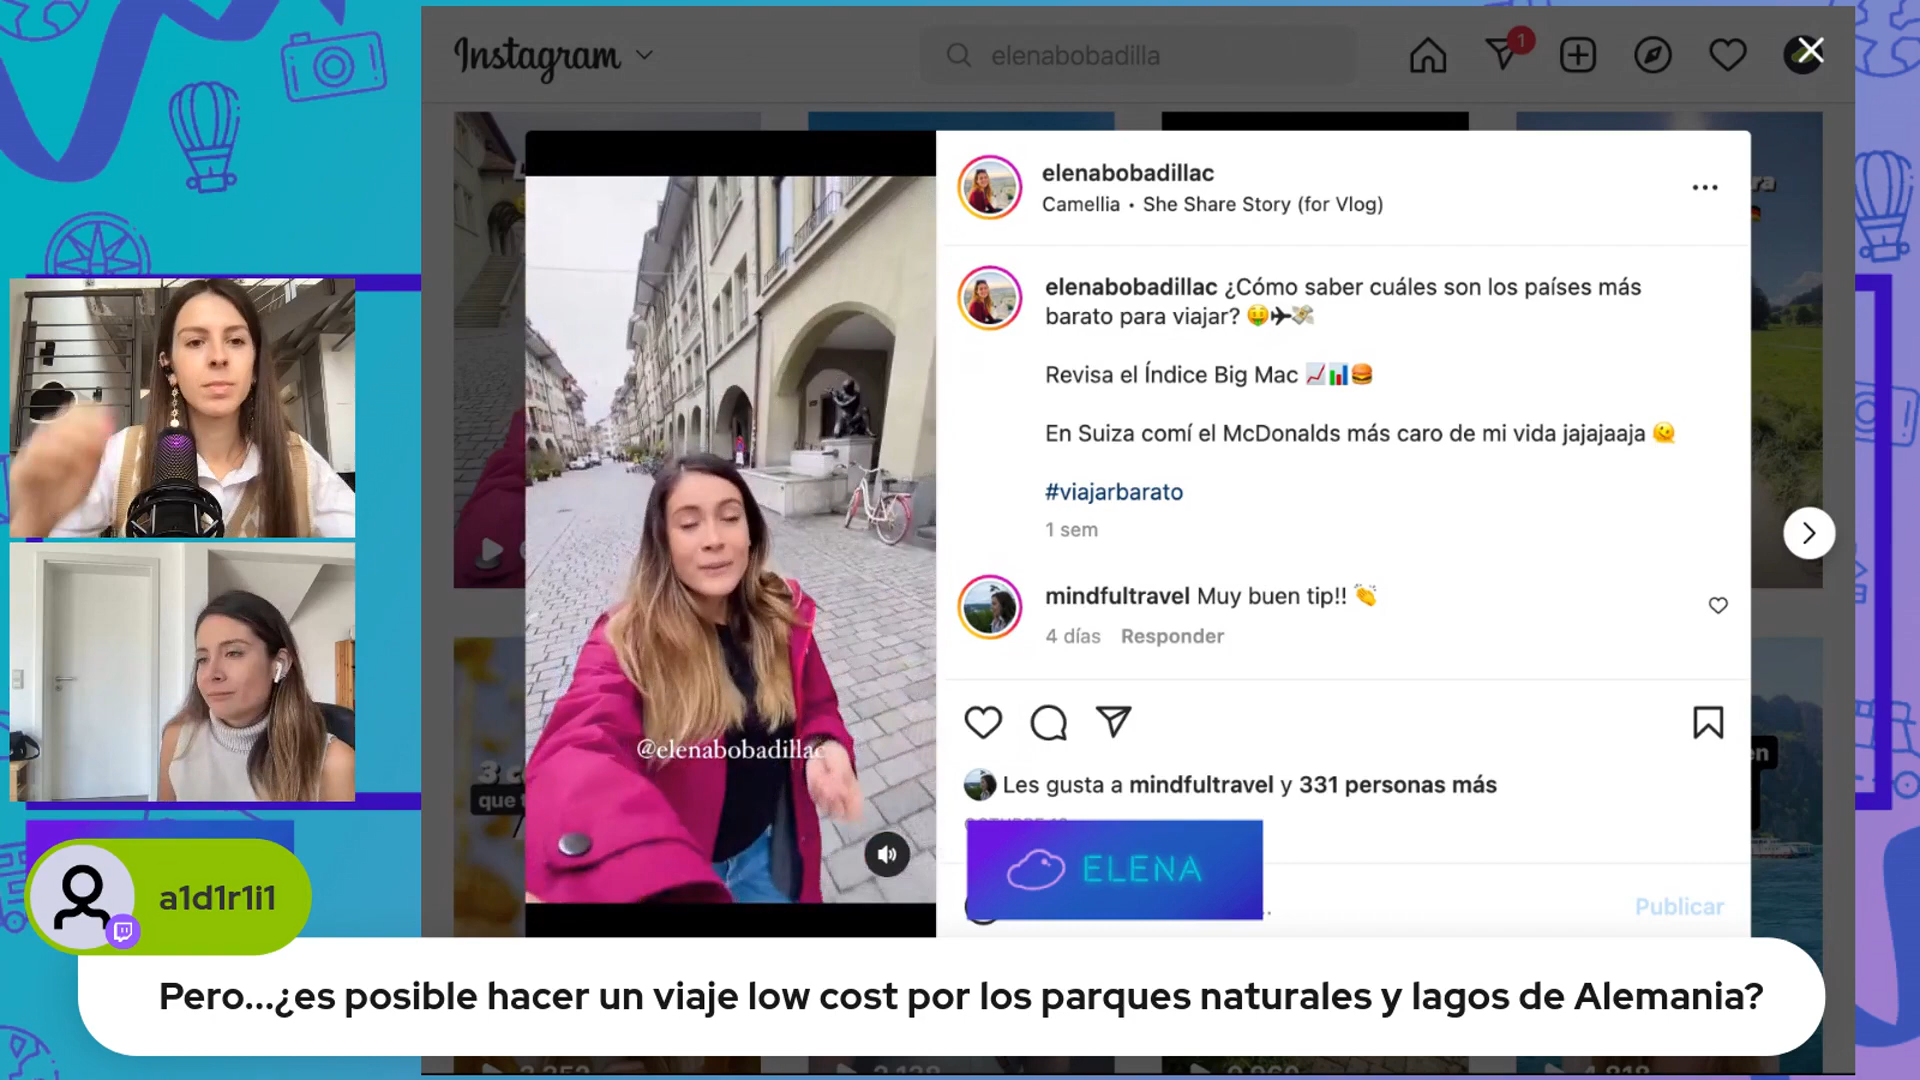 Instagram
elenabobadilla
1
elenabobadillac
Camellia • She Share Story (for Vlog)
elenabobadillac ¿Cómo saber cuáles son los países más
barato para viajar? 🤑✈💸
Revisa el Índice Big Mac 📈📊🍔
En Suiza comí el McDonalds más caro de mi vida jajajaaja 🫠
#viajarbarato
1 sem
mindfultravel Muy buen tip!! 👏
4 días Responder
@elenabobadillac
3 c
que t
en
Les gusta a mindfultravel y 331 personas más
ELENA
Publicar
a1d1r1i1
Pero...¿es posible hacer un viaje low cost por los parques naturales y lagos de Alemania?